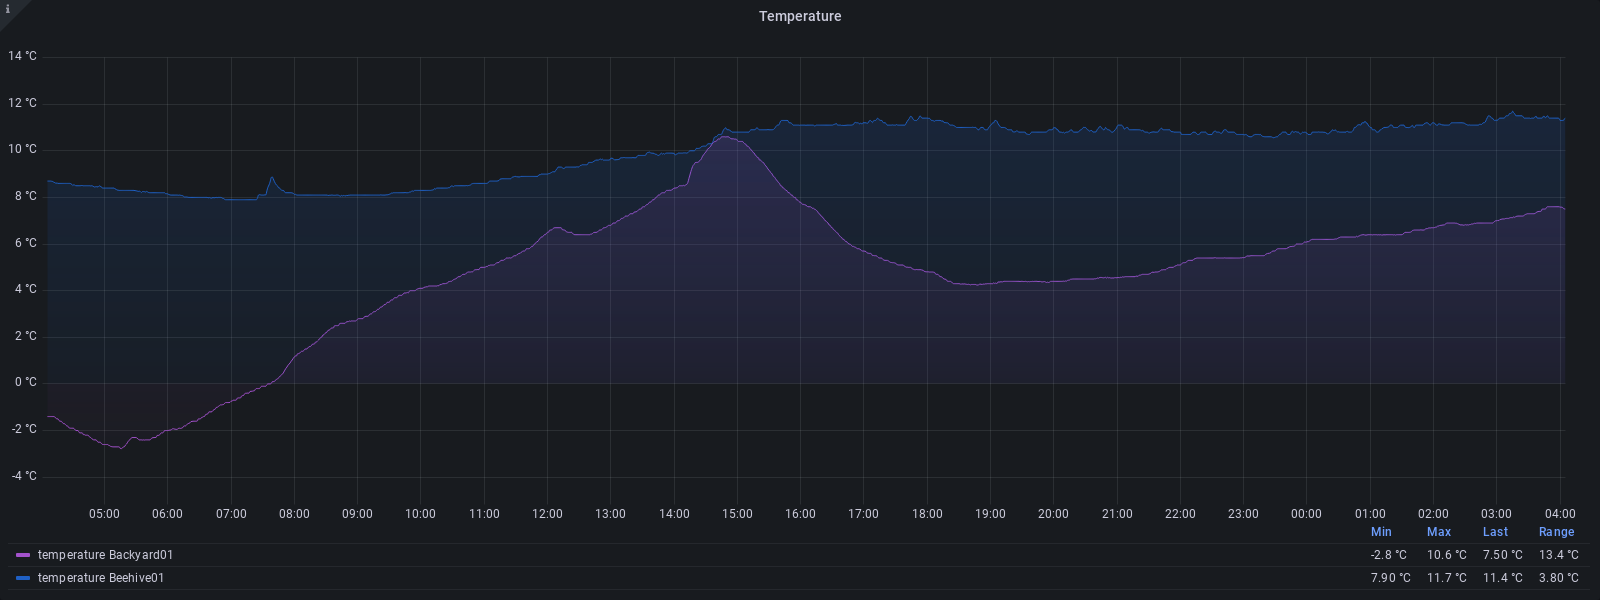 i
Temperature
14 °C
12 °C
10 °C
8 °C
6 °C
4 °C
2 °C
0 °C
-2 °C
-4 °C
05:00 06:00 07:00 08:00 09:00 10:00 11:00 12:00 13:00 14:00 15:00 16:00 17:00 18:00 19:00 20:00 21:00 22:00 23:00 00:00 01:00 02:00 03:00 04:00
Min Max Last Range
temperature Backyard01 -2.8 °C 10.6 °C 7.50 °C 13.4 °C
temperature Beehive01 7.90 °C 11.7 °C 11.4 °C 3.80 °C